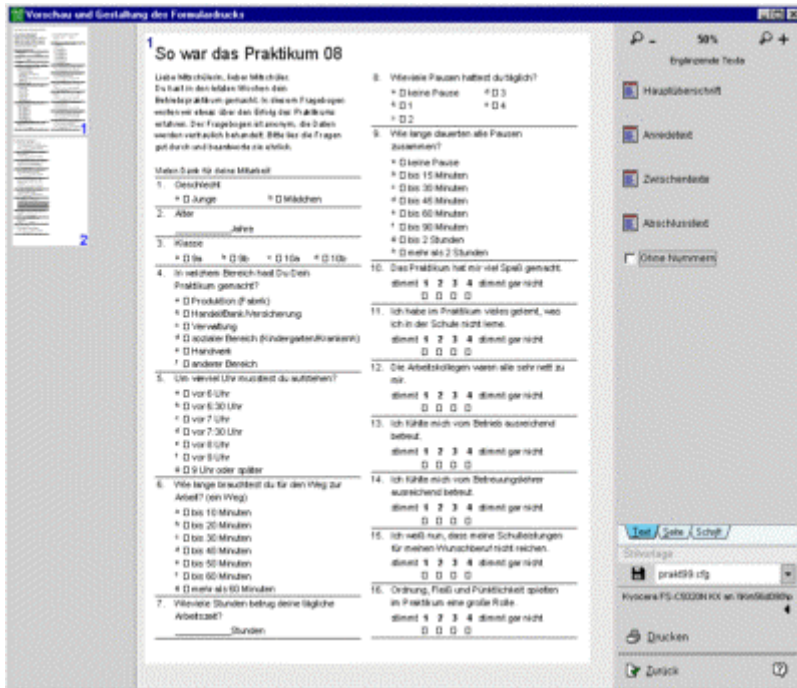 Vorschau und Gestaltung des Formulardrucks
1
2
1
So war das Praktikum 08
Liebe Mitschülerin, lieber Mitschüler.
Du hast in den letzten Wochen dein
Betriebspraktikum gemacht. In diesem Fragebogen
wollen wir etwas über den Erfolg des Praktikums
erfahren. Der Fragebogen ist anonym, die Daten
werden vertraulich behandelt. Bitte lies die Fragen
gut durch und beantworte sie ehrlich.
Vielen Dank für deine Mitarbeit
1. Geschlecht
a Junge b Mädchen
2. Alter
Jahre
3. Klasse
a 9a b 9b c 10a d 10b
4. In welchem Bereich hast Du Dein
Praktikum gemacht?
a Produktion (Fabrik)
b Handel/Bank/Versicherung
c Verwaltung
d sozialer Bereich (Kindergarten/Krankenh)
e Handwerk
f anderer Bereich
5. Um wieviel Uhr musstest du aufstehen?
a vor 6 Uhr
b vor 6:30 Uhr
c vor 7 Uhr
d vor 7:30 Uhr
e vor 8 Uhr
f vor 9 Uhr
g 9 Uhr oder später
6. Wie lange brauchtest du für den Weg zur
Arbeit? (ein Weg)
a bis 10 Minuten
b bis 20 Minuten
c bis 30 Minuten
d bis 40 Minuten
e bis 50 Minuten
f bis 60 Minuten
g mehr als 60 Minuten
7. Wieviele Stunden betrug deine tägliche
Arbeitszeit?
Stunden
8. Wieviele Pausen hattest du täglich?
a keine Pause d 3
b 1 e 4
c 2
9. Wie lange dauerten alle Pausen
zusammen?
a keine Pause
b bis 15 Minuten
c bis 30 Minuten
d bis 45 Minuten
e bis 60 Minuten
f bis 90 Minuten
g bis 2 Stunden
h mehr als 2 Stunden
10. Das Praktikum hat mir viel Spaß gemacht.
stimmt 1 2 3 4 stimmt gar nicht
11. Ich habe im Praktikum vieles gelernt, was
ich in der Schule nicht lerne.
stimmt 1 2 3 4 stimmt gar nicht
12. Die Arbeitskollegen waren alle sehr nett zu
mir.
stimmt 1 2 3 4 stimmt gar nicht
13. Ich fühlte mich vom Betrieb ausreichend
betreut.
stimmt 1 2 3 4 stimmt gar nicht
14. Ich fühlte mich vom Betreuungslehrer
ausreichend betreut.
stimmt 1 2 3 4 stimmt gar nicht
15. Ich weiß nun, dass meine Schulleistungen
für meinen Wunschberuf nicht reichen.
stimmt 1 2 3 4 stimmt gar nicht
16. Ordnung, Fleiß und Pünktlichkeit spielten
im Praktikum eine große Rolle.
stimmt 1 2 3 4 stimmt gar nicht
- 50% +
Ergänzende Texte
Hauptüberschrift
Anredetext
Zwischentexte
Abschlusstext
Ohne Nummern
Text Seite Schrift
Stilvorlage
prakt99.cfg
Kyocera FS-C5020N KX an
Drucken
Zurück